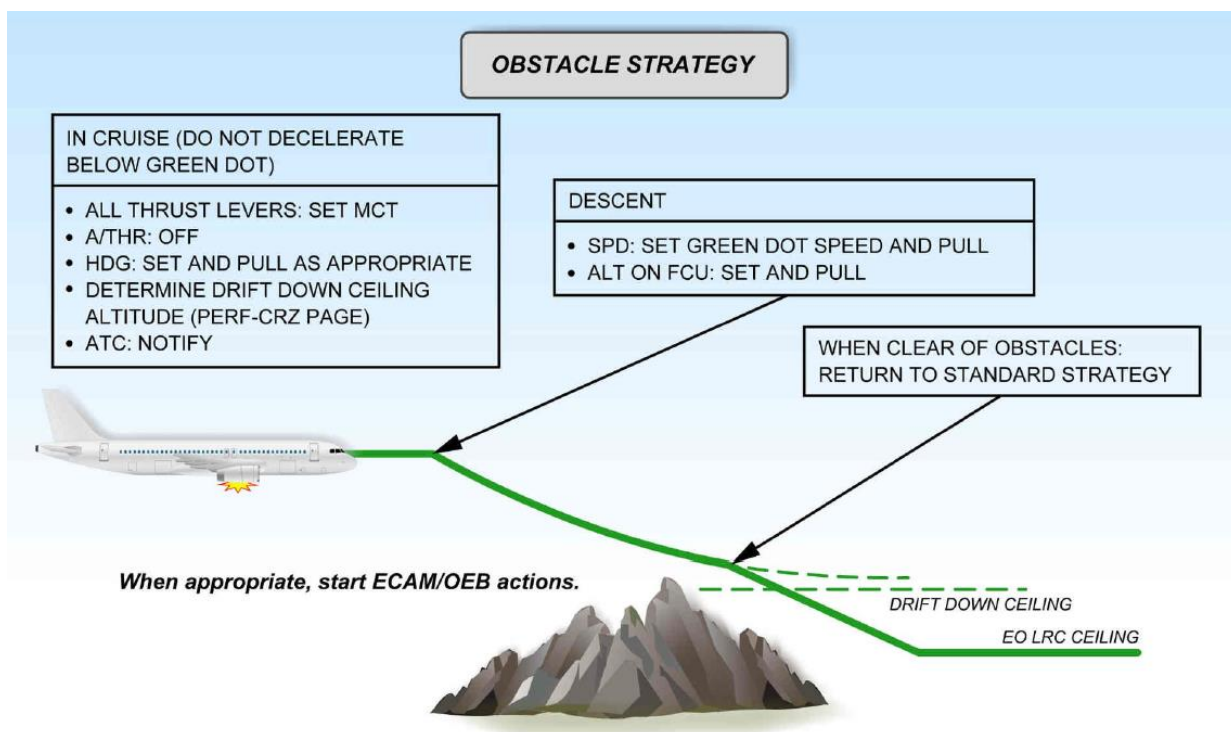 OBSTACLE STRATEGY
IN CRUISE (DO NOT DECELERATE
BELOW GREEN DOT)
• ALL THRUST LEVERS: SET MCT
• A/THR: OFF
• HDG: SET AND PULL AS APPROPRIATE
• DETERMINE DRIFT DOWN CEILING
ALTITUDE (PERF-CRZ PAGE)
• ATC: NOTIFY
DESCENT
• SPD: SET GREEN DOT SPEED AND PULL
• ALT ON FCU: SET AND PULL
WHEN CLEAR OF OBSTACLES:
RETURN TO STANDARD STRATEGY
When appropriate, start ECAM/OEB actions.
DRIFT DOWN CEILING
EO LRC CEILING